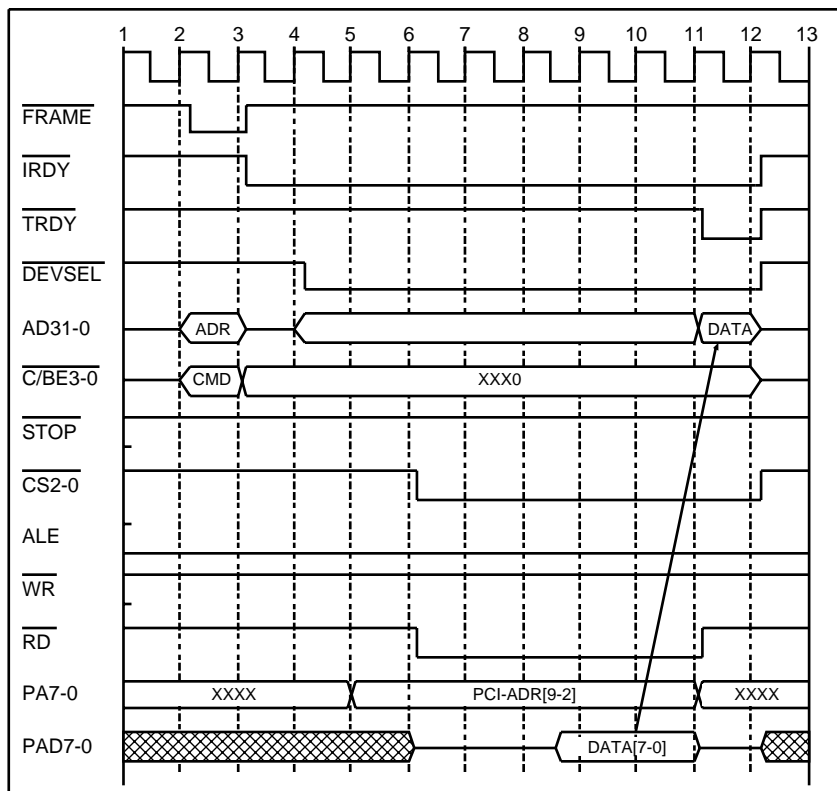 1 2 3 4 5 6 7 8 9 10 11 12 13
FRAME
IRDY
TRDY
DEVSEL
AD31-0 ADR DATA
C/BE3-0 CMD XXX0
STOP
CS2-0
ALE
WR
RD
PA7-0 XXXX PCI-ADR[9-2] XXXX
PAD7-0 DATA[7-0]